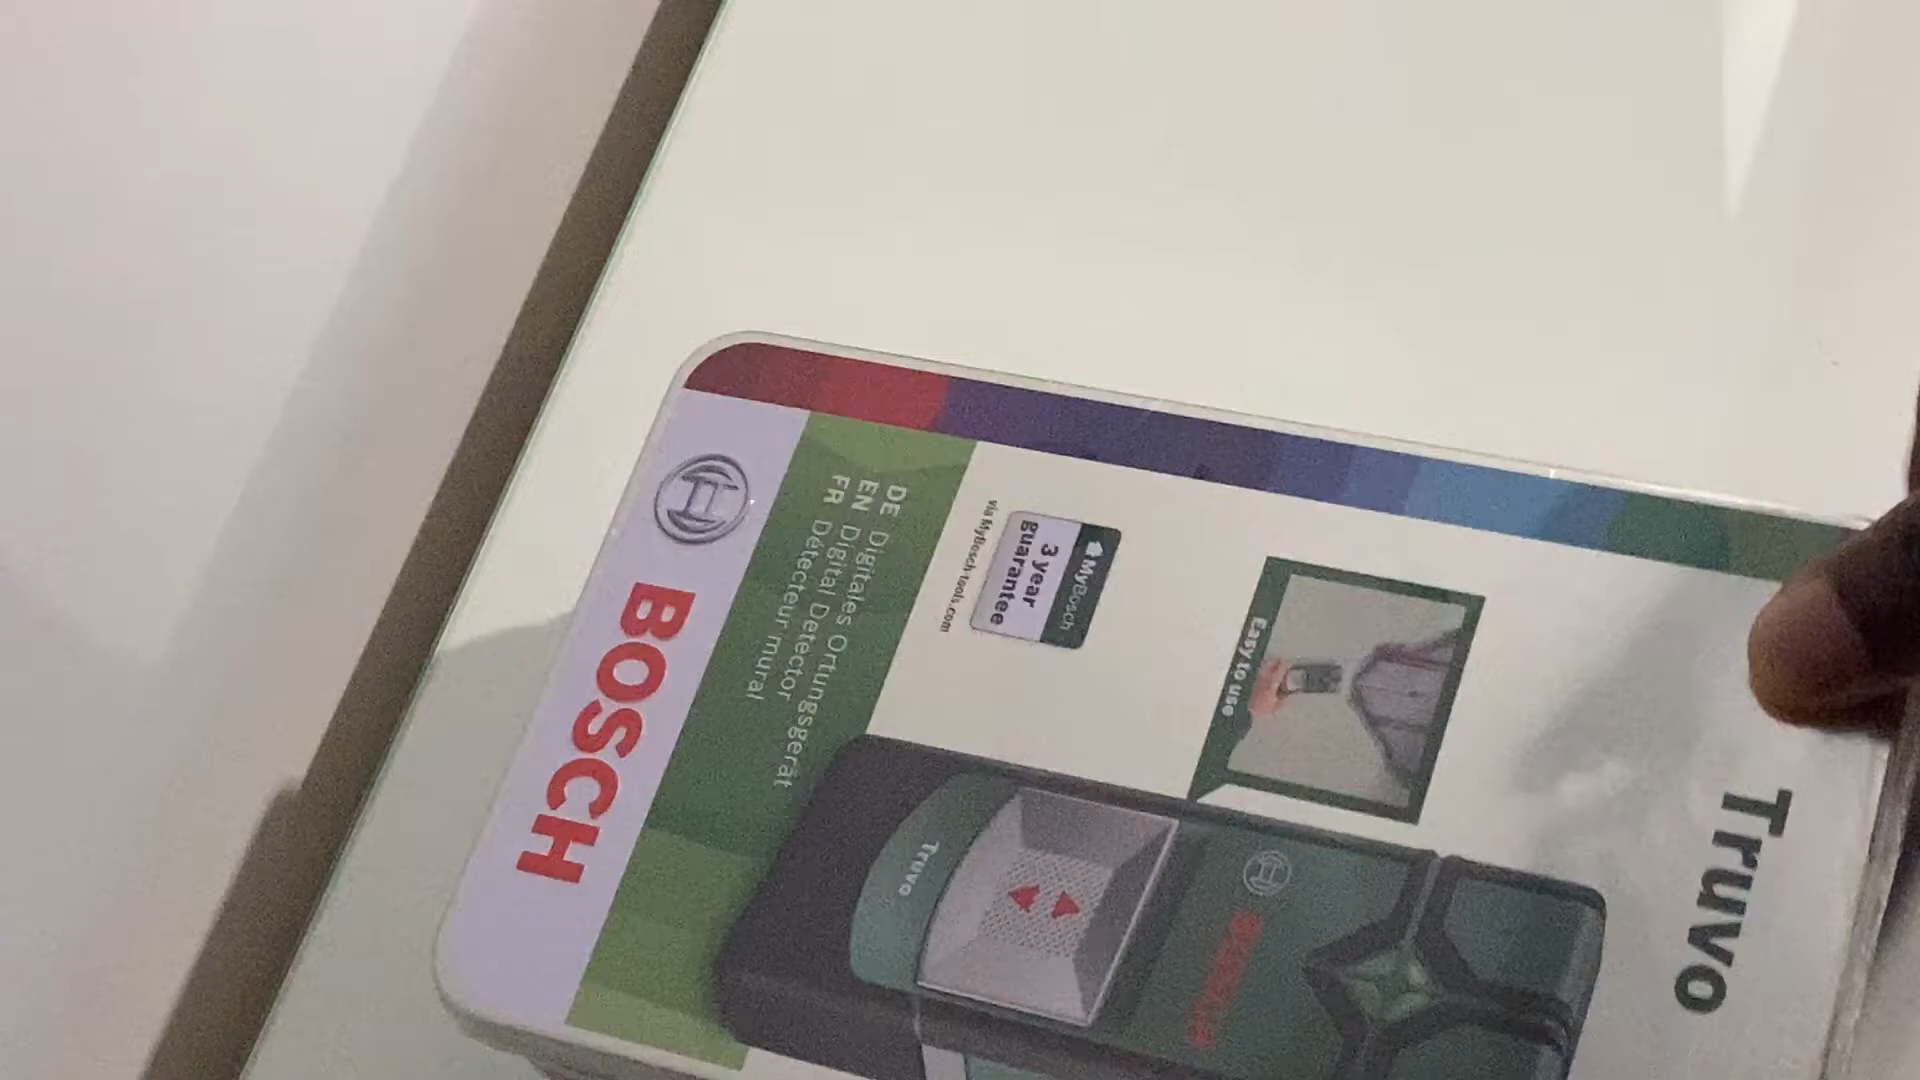 BOSCH
DE Digitales Ortungsgerät
EN Digital Detector
FR Détecteur mural
MyBosch
3 year
guarantee
via MyBosch-tools.com
Easy to use
Truvo
BOSCH
Truvo